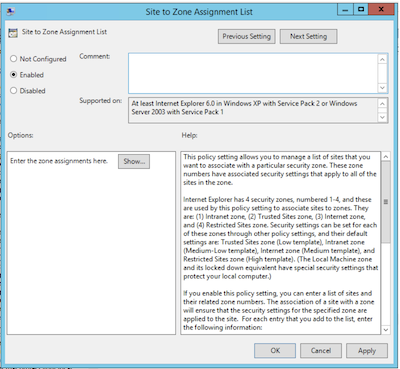 Site to Zone Assignment List
Site to Zone Assignment List
Previous Setting
Next Setting
Not Configured
Comment:
Enabled
Disabled
Supported on:
At least Internet Explorer 6.0 in Windows XP with Service Pack 2 or Windows
Server 2003 with Service Pack 1
Options:
Help:
Enter the zone assignments here.
Show...
This policy setting allows you to manage a list of sites that you
want to associate with a particular security zone. These zone
numbers have associated security settings that apply to all of the
sites in the zone.
Internet Explorer has 4 security zones, numbered 1-4, and these
are used by this policy setting to associate sites to zones. They
are: (1) Intranet zone, (2) Trusted Sites zone, (3) Internet zone,
and (4) Restricted Sites zone. Security settings can be set for each
of these zones through other policy settings, and their default
settings are: Trusted Sites zone (Low template), Intranet zone
(Medium-Low template), Internet zone (Medium template), and
Restricted Sites zone (High template). (The Local Machine zone
and its locked down equivalent have special security settings that
protect your local computer.)
If you enable this policy setting, you can enter a list of sites and
their related zone numbers. The association of a site with a zone
will ensure that the security settings for the specified zone are
applied to the site.  For each entry that you add to the list, enter
the following information:
OK
Cancel
Apply